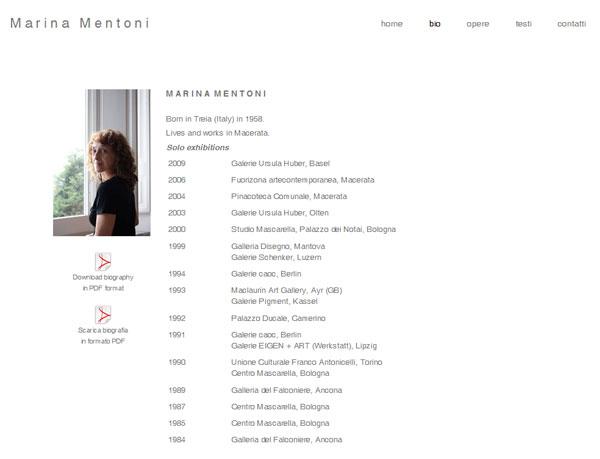 Marina Mentoni
home bio opere testi contatti
MARINA MENTONI
Born in Treia (Italy) in 1958.
Lives and works in Macerata.
Solo exhibitions
2009 Galerie Ursula Huber, Basel
2006 Fuorizona artecontemporanea, Macerata
2004 Pinacoteca Comunale, Macerata
2003 Galerie Ursula Huber, Olten
2000 Studio Mascarella, Palazzo dei Notai, Bologna
1999 Galleria Disegno, Mantova
Galerie Schenker, Luzern
1994 Galerie caoc, Berlin
1993 Maclaurin Art Gallery, Ayr (GB)
Galerie Pigment, Kassel
1992 Palazzo Ducale, Camerino
1991 Galerie caoc, Berlin
Galerie EIGEN + ART (Werkstatt), Lipzig
1990 Unione Culturale Franco Antonicelli, Torino
Centro Mascarella, Bologna
1989 Galleria del Falconiere, Ancona
1987 Centro Mascarella, Bologna
1985 Centro Mascarella, Bologna
1984 Galleria del Falconiere, Ancona
Download biography
in PDF format
Scarica biografia
in formato PDF